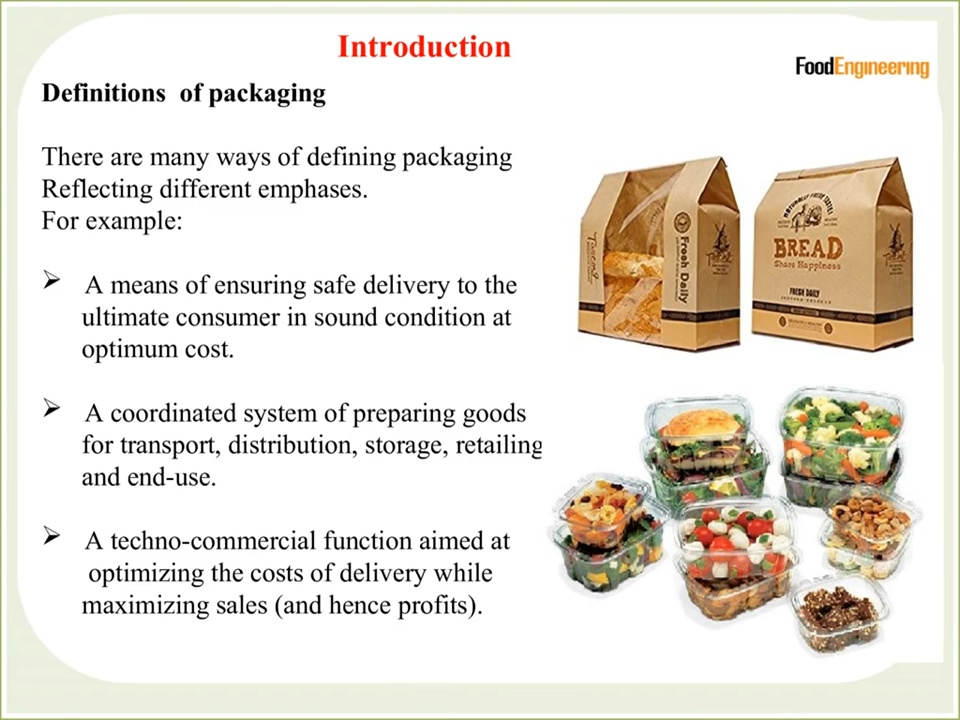 Introduction
FoodEngineering
Definitions of packaging
There are many ways of defining packaging
Reflecting different emphases.
For example:
➢ A means of ensuring safe delivery to the
ultimate consumer in sound condition at
optimum cost.
➢ A coordinated system of preparing goods
for transport, distribution, storage, retailing
and end-use.
➢ A techno-commercial function aimed at
optimizing the costs of delivery while
maximizing sales (and hence profits).
Fresh Daily
BREAD
Share Happiness
FRESH DAILY